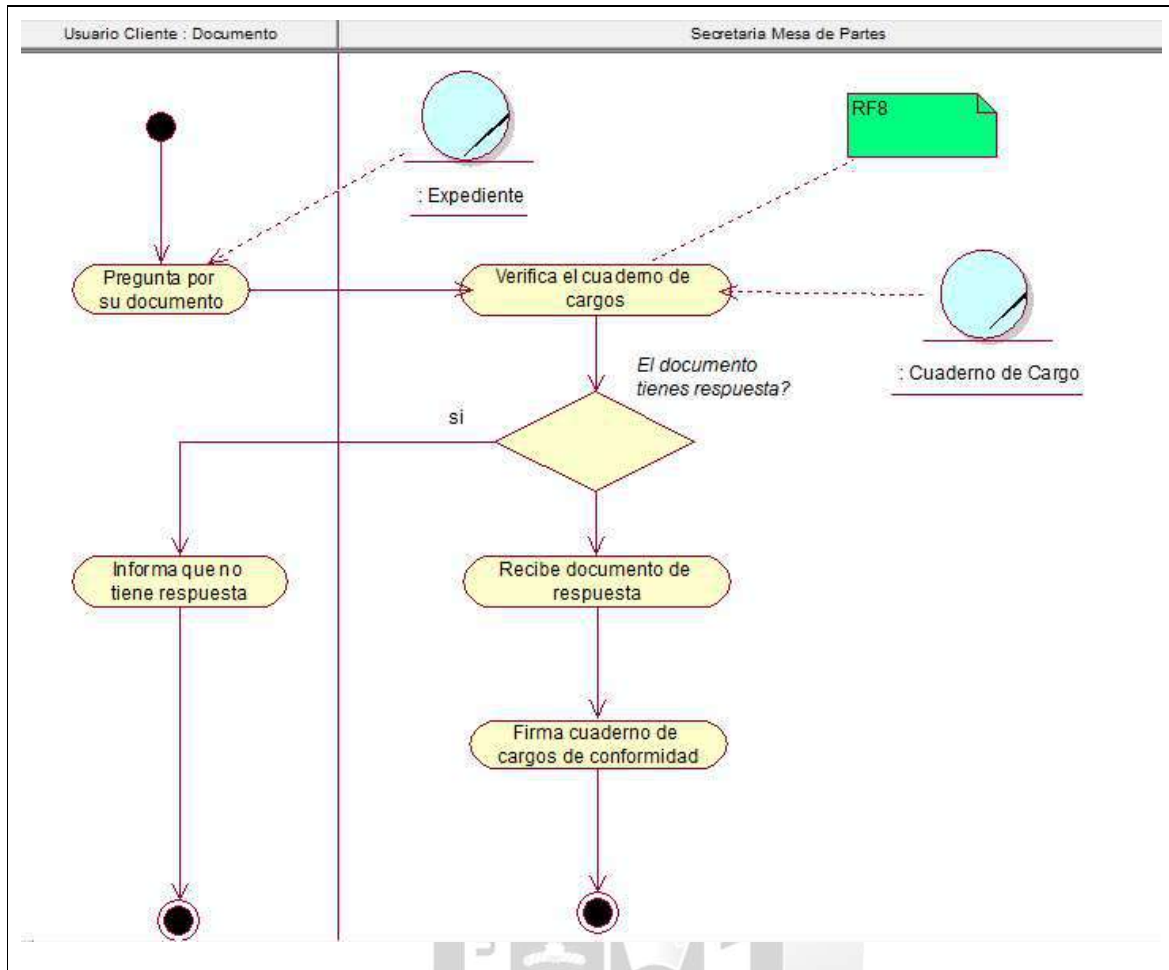 Usuario Cliente : Documento
Secretaria Mesa de Partes
RF8
: Expediente
Pregunta por
su documento
Verifica el cuaderno de
cargos
: Cuaderno de Cargo
El documento
tienes respuesta?
si
Informa que no
tiene respuesta
Recibe documento de
respuesta
Firma cuaderno de
cargos de conformidad